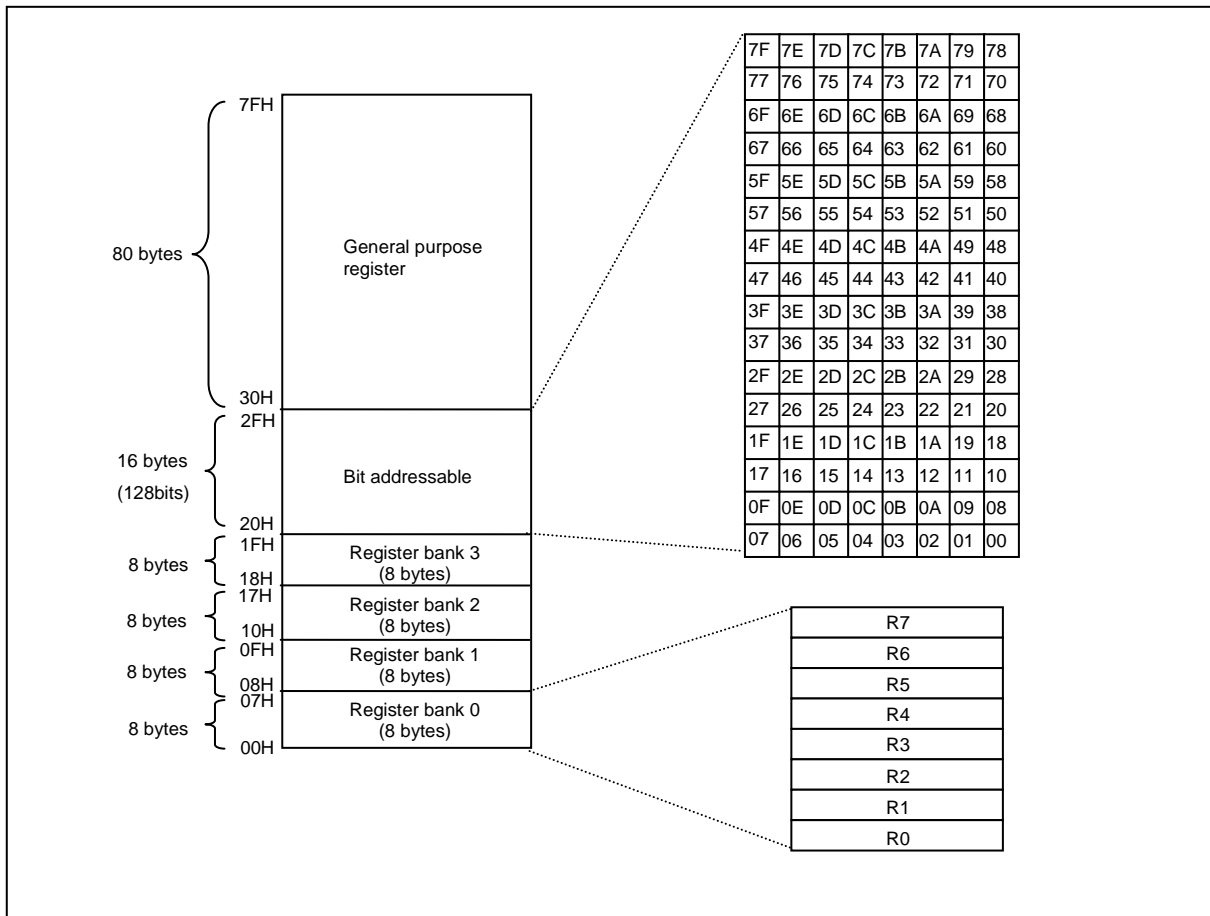 7FH
80 bytes
General purpose
register
30H
2FH
16 bytes
(128bits)
Bit addressable
20H
1FH
8 bytes
Register bank 3
(8 bytes)
18H
17H
8 bytes
Register bank 2
(8 bytes)
10H
0FH
8 bytes
Register bank 1
(8 bytes)
08H
07H
8 bytes
Register bank 0
(8 bytes)
00H
7F 7E 7D 7C 7B 7A 79 78
77 76 75 74 73 72 71 70
6F 6E 6D 6C 6B 6A 69 68
67 66 65 64 63 62 61 60
5F 5E 5D 5C 5B 5A 59 58
57 56 55 54 53 52 51 50
4F 4E 4D 4C 4B 4A 49 48
47 46 45 44 43 42 41 40
3F 3E 3D 3C 3B 3A 39 38
37 36 35 34 33 32 31 30
2F 2E 2D 2C 2B 2A 29 28
27 26 25 24 23 22 21 20
1F 1E 1D 1C 1B 1A 19 18
17 16 15 14 13 12 11 10
0F 0E 0D 0C 0B 0A 09 08
07 06 05 04 03 02 01 00
R7
R6
R5
R4
R3
R2
R1
R0